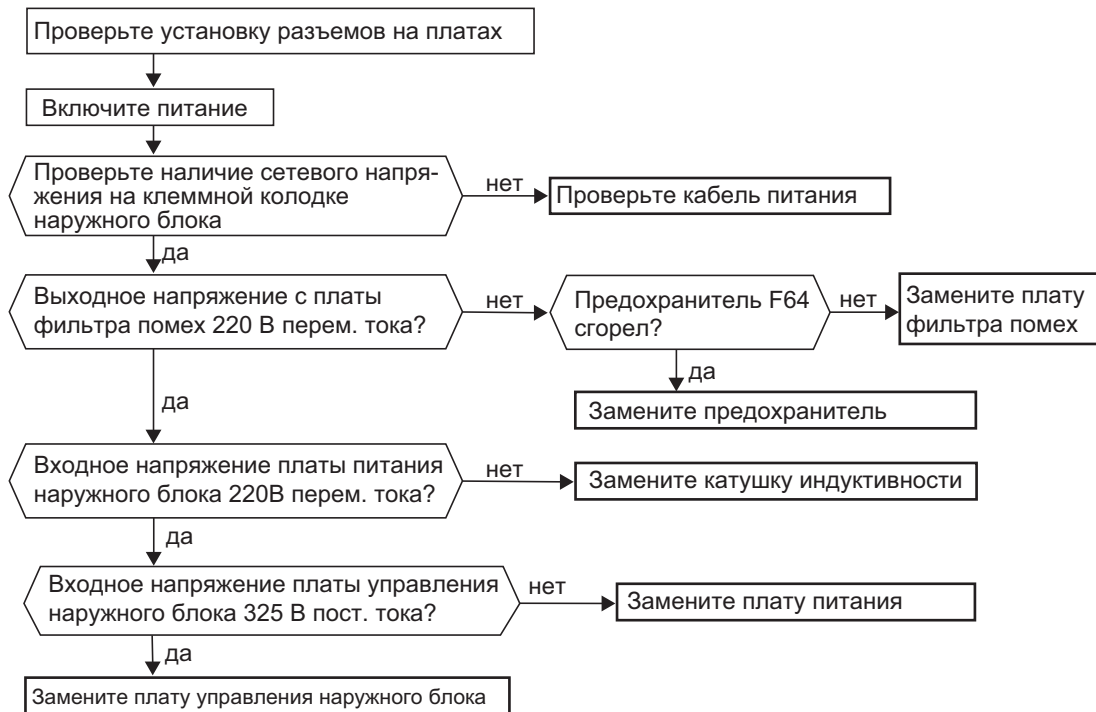 Проверьте установку разъемов на платах
Включите питание
Проверьте наличие сетевого напря-
жения на клеммной колодке
наружного блока
нет
Проверьте кабель питания
да
Выходное напряжение с платы
фильтра помех 220 В перем. тока?
нет
Предохранитель F64
сгорел?
нет
Замените плату
фильтра помех
да
Замените предохранитель
да
Входное напряжение платы питания
наружного блока 220В перем. тока?
нет
Замените катушку индуктивности
да
Входное напряжение платы управления
наружного блока 325 В пост. тока?
нет
Замените плату питания
да
Замените плату управления наружного блока